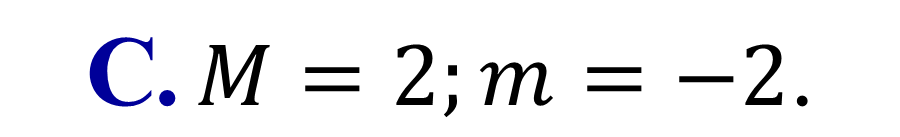 C. M = 2; m = −2.